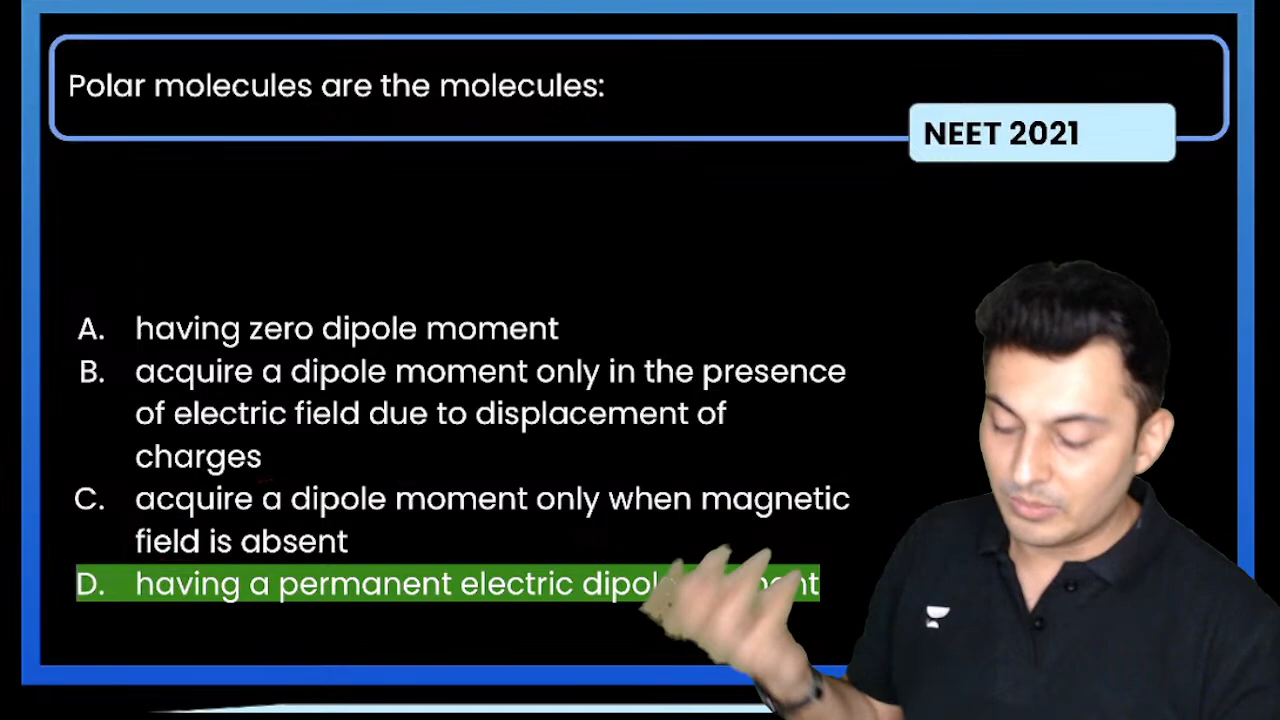 Polar molecules are the molecules:
NEET 2021
A. having zero dipole moment
B. acquire a dipole moment only in the presence
of electric field due to displacement of
charges
C. acquire a dipole moment only when magnetic
field is absent
D. having a permanent electric